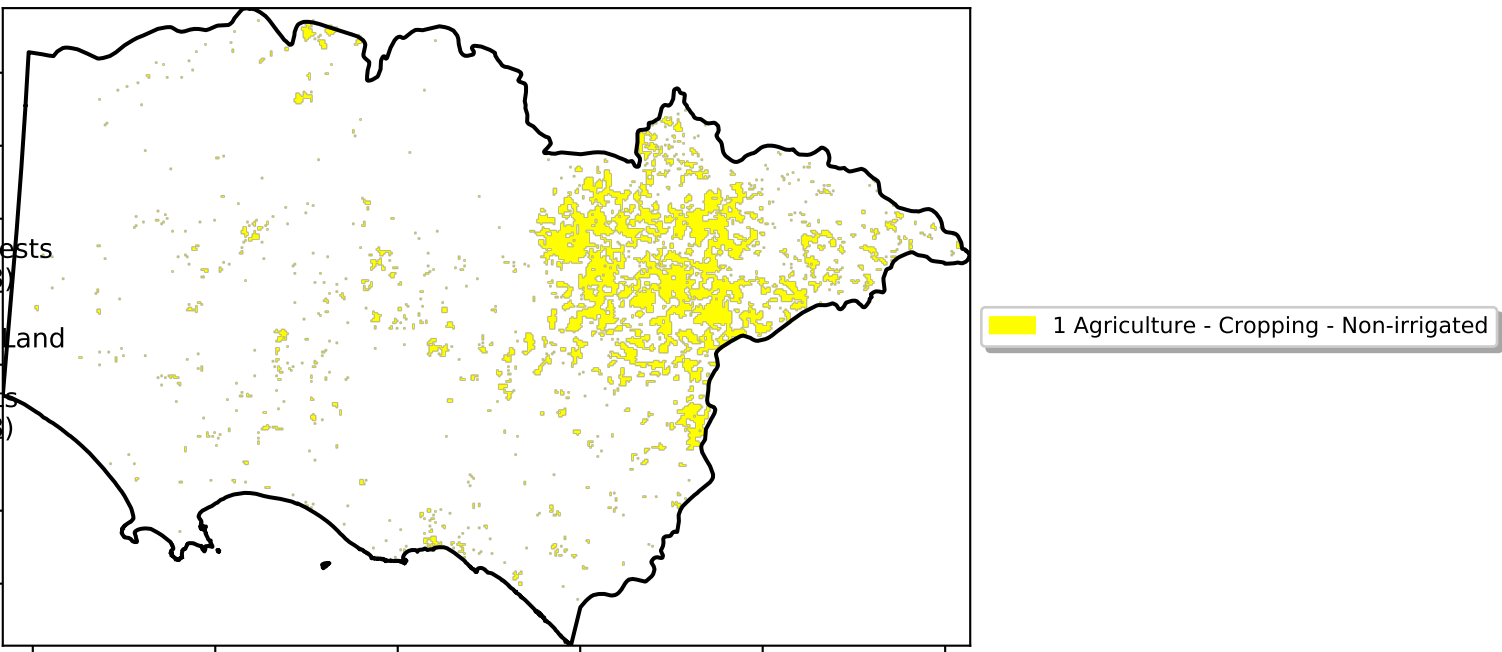 ests
)
Land
s
)
1 Agriculture - Cropping - Non-irrigated